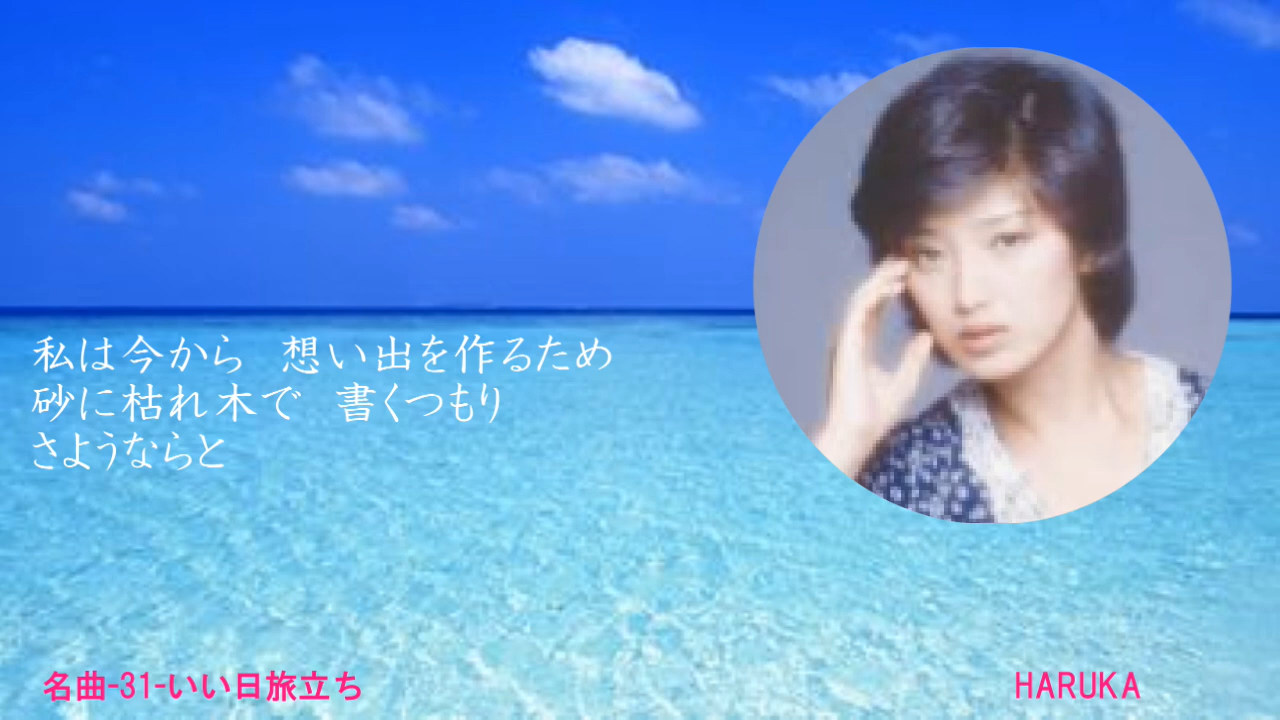 私は今から　想い出を作るため
砂に枯れ木で　書くつもり
さようならと
名曲-31-いい日旅立ち
HARUKA